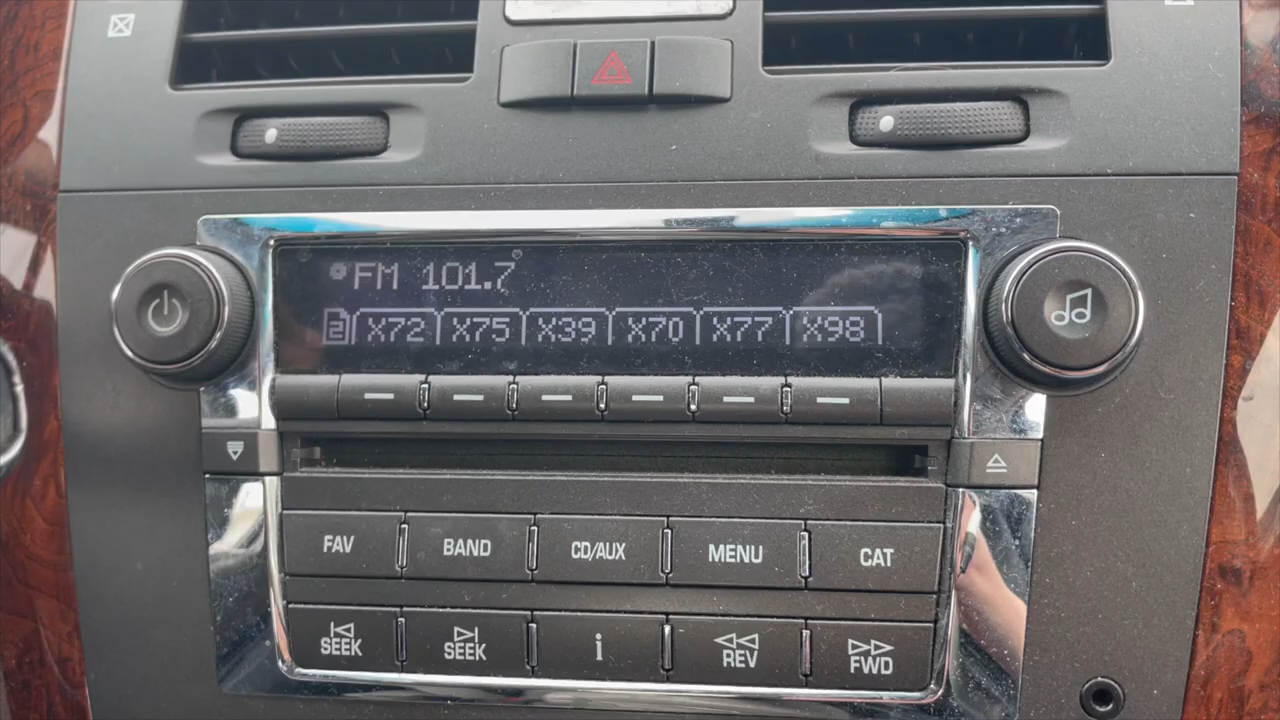 FM 101.7
2 X72 X75 X39 X70 X77 X98
FAV BAND CD/AUX MENU CAT
SEEK SEEK i REV FWD